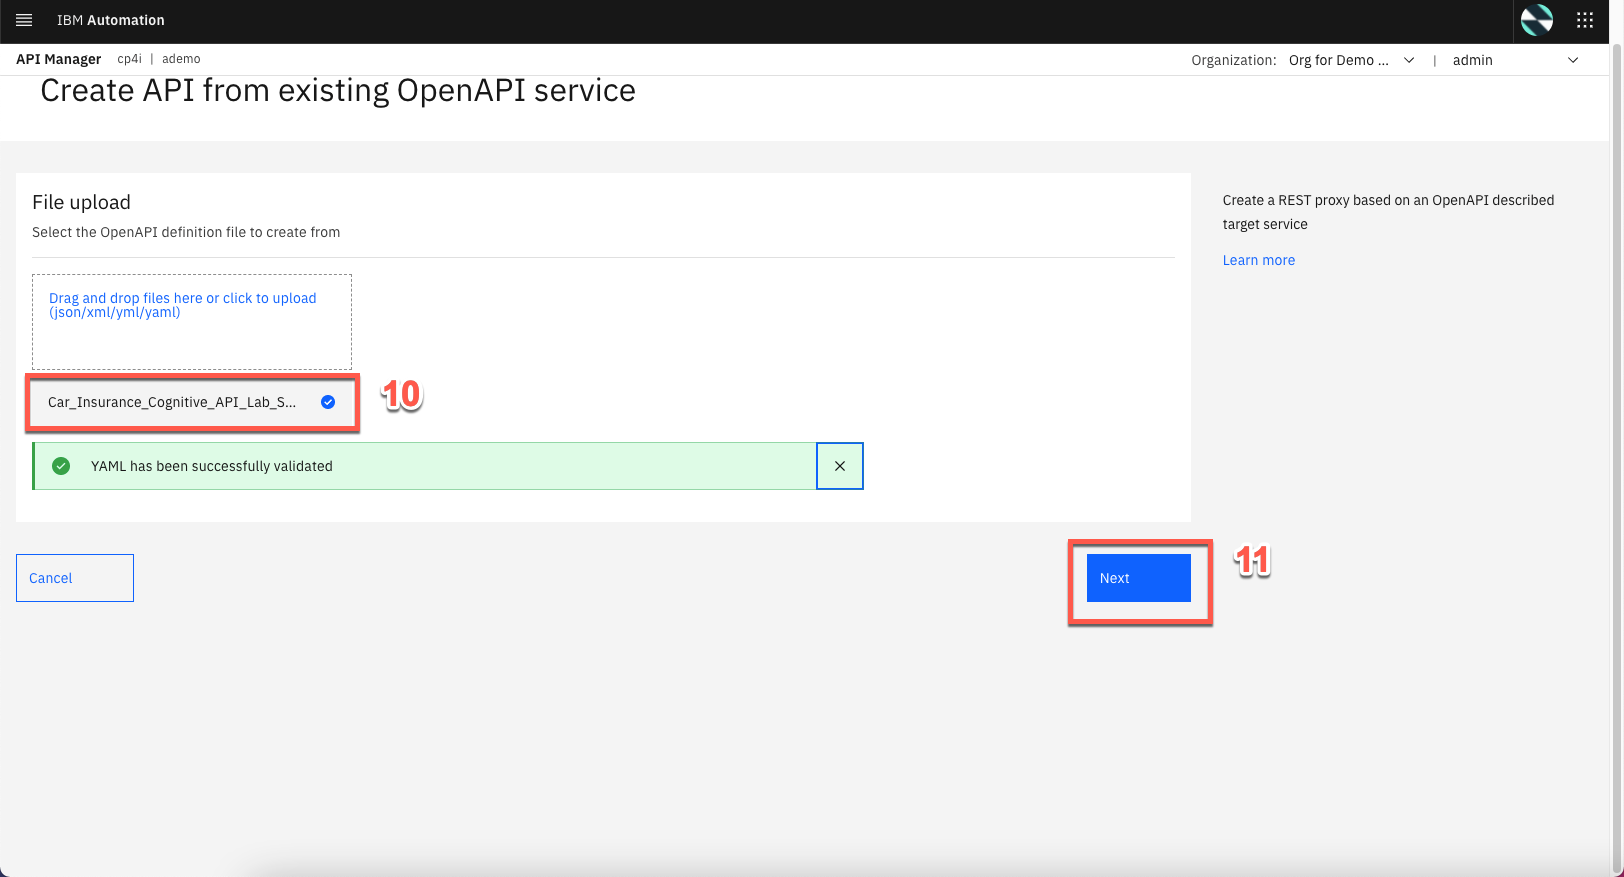 IBM Automation
API Manager cp4i | ademo
Organization: Org for Demo ... | admin
Create API from existing OpenAPI service
File upload
Select the OpenAPI definition file to create from
Drag and drop files here or click to upload
(json/xml/yml/yaml)
Car_Insurance_Cognitive_API_Lab_S...
10
YAML has been successfully validated
Cancel
Next
11
Create a REST proxy based on an OpenAPI described
target service
Learn more